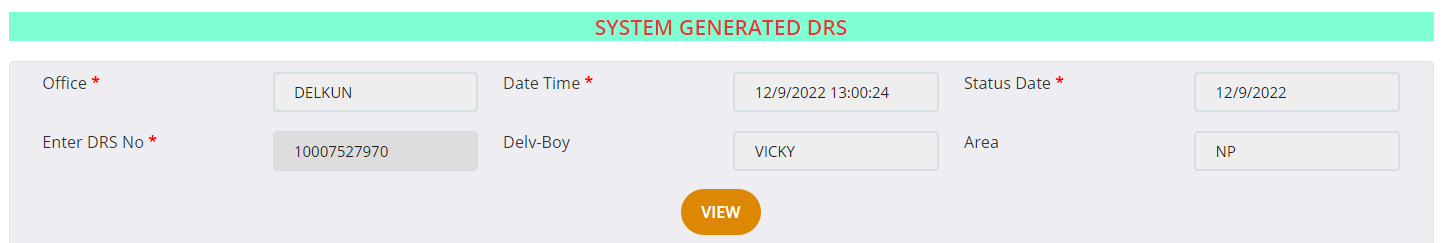 SYSTEM GENERATED DRS
Office * DELKUN Date Time * 12/9/2022 13:00:24 Status Date * 12/9/2022
Enter DRS No * 10007527970 Delv-Boy VICKY Area NP
VIEW